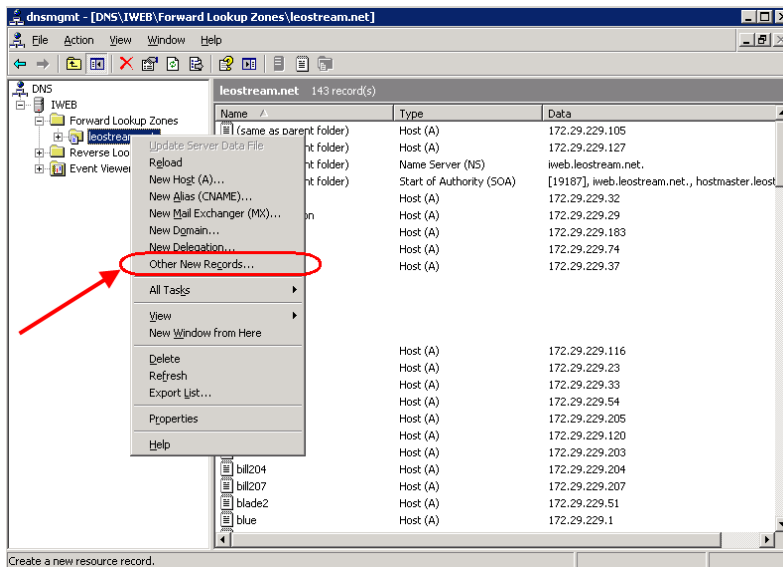 dnsmgmt - [DNS\IWEB\Forward Lookup Zones\leostream.net]
File Action View Window Help
DNS
IWEB
Forward Lookup Zones
leostream
Reverse Loo
Event Viewer
leostream.net 143 record(s)
Name Type Data
(same as parent folder) Host (A) 172.29.229.105
nt folder) Host (A) 172.29.229.127
nt folder) Name Server (NS) iweb.leostream.net.
nt folder) Start of Authority (SOA) [19187], iweb.leostream.net., hostmaster.leost
Host (A) 172.29.229.32
on Host (A) 172.29.229.29
Host (A) 172.29.229.183
Host (A) 172.29.229.74
Host (A) 172.29.229.37
Host (A) 172.29.229.116
Host (A) 172.29.229.23
Host (A) 172.29.229.33
Host (A) 172.29.229.54
Host (A) 172.29.229.205
Host (A) 172.29.229.120
Host (A) 172.29.229.203
bill204 Host (A) 172.29.229.204
bill207 Host (A) 172.29.229.207
blade2 Host (A) 172.29.229.51
blue Host (A) 172.29.229.1
Update Server Data File
Reload
New Host (A)...
New Alias (CNAME)...
New Mail Exchanger (MX)...
New Domain...
New Delegation...
Other New Records...
All Tasks
View
New Window from Here
Delete
Refresh
Export List...
Properties
Help
Create a new resource record.